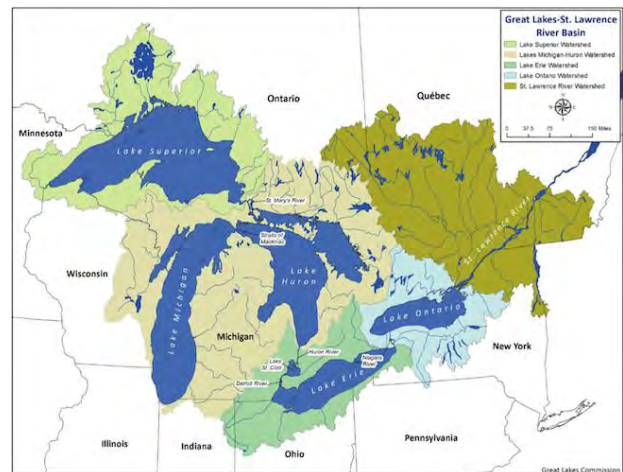 Great Lakes-St. Lawrence
River Basin
Lake Superior Watershed
Lakes Michigan-Huron Watershed
Lake Erie Watershed
Lake Ontario Watershed
St. Lawrence River Watershed
0 37.5 75 150 Miles
Ontario
Québec
Minnesota
Lake Superior
St. Mary's River
Straits of
Mackinac
St. Lawrence River
Wisconsin
Lake Michigan
Lake
Huron
Michigan
Lake Ontario
New York
Huron River
Lake
St. Clair
Niagara
River
Detroit River
Lake Erie
Illinois
Indiana
Ohio
Pennsylvania
Great Lakes Commission